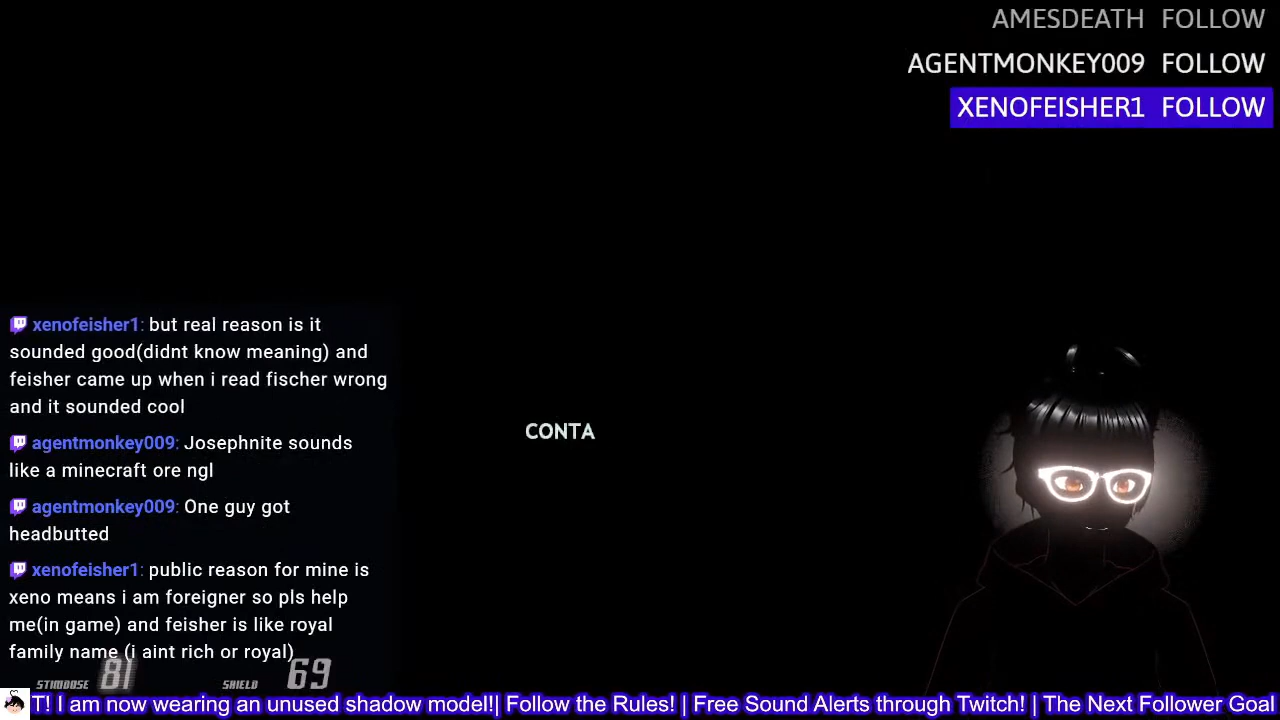 AMESDEATH FOLLOW
AGENTMONKEY009 FOLLOW
XENOFEISHER1 FOLLOW
xenofeisher1: but real reason is it
sounded good(didnt know meaning) and
feisher came up when i read fischer wrong
and it sounded cool
agentmonkey009: Josephnite sounds
like a minecraft ore ngl
agentmonkey009: One guy got
headbutted
xenofeisher1: public reason for mine is
xeno means i am foreigner so pls help
me(in game) and feisher is like royal
family name (i aint rich or royal)
CONTA
STIMDOSE 81 SHIELD 69
T! I am now wearing an unused shadow model!| Follow the Rules! | Free Sound Alerts through Twitch! | The Next Follower Goal